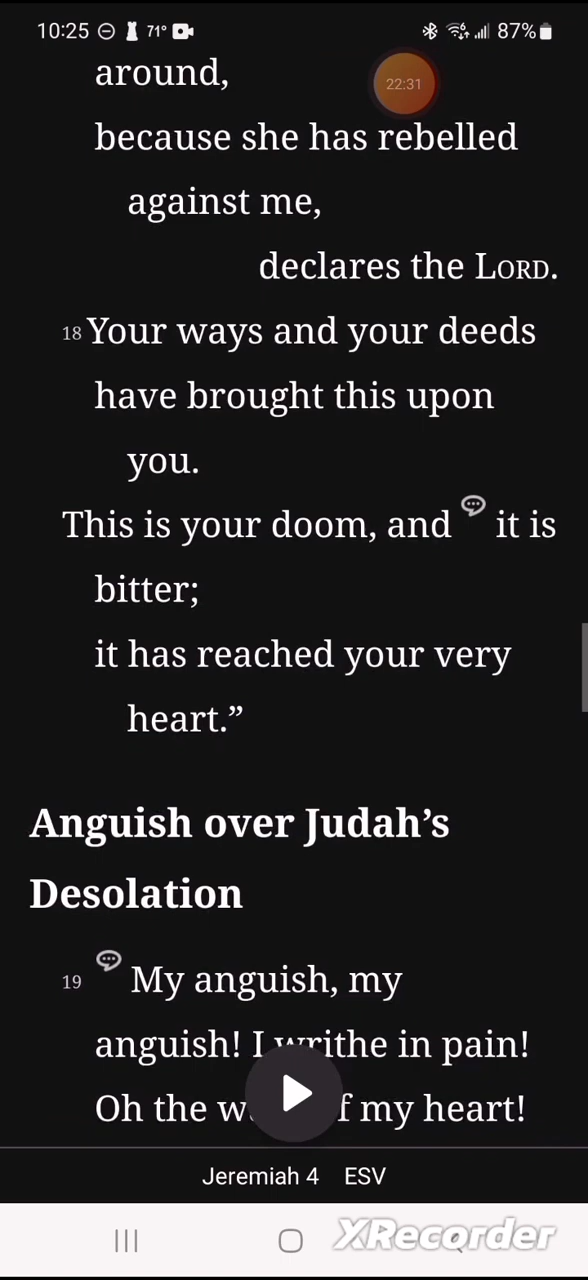 10:25 71° 87%
22:31
around,
because she has rebelled
against me,
declares the LORD.
18 Your ways and your deeds
have brought this upon
you.
This is your doom, and it is
bitter;
it has reached your very
heart.”
Anguish over Judah’s
Desolation
19 My anguish, my
anguish! I writhe in pain!
Oh the my heart!
Jeremiah 4 ESV
XRecorder